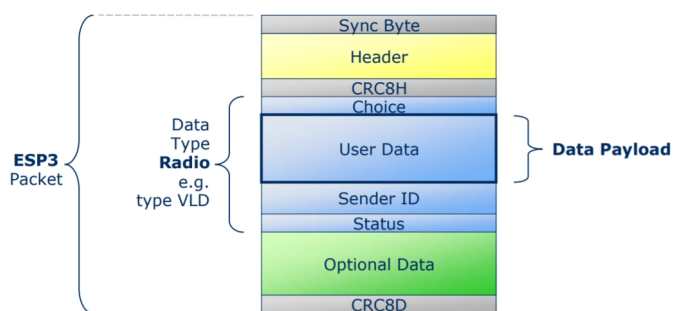 Sync Byte
Header
CRC8H
Choice
User Data
Sender ID
Status
Optional Data
CRC8D
ESP3
Packet
Data
Type
Radio
e.g.
type VLD
Data Payload